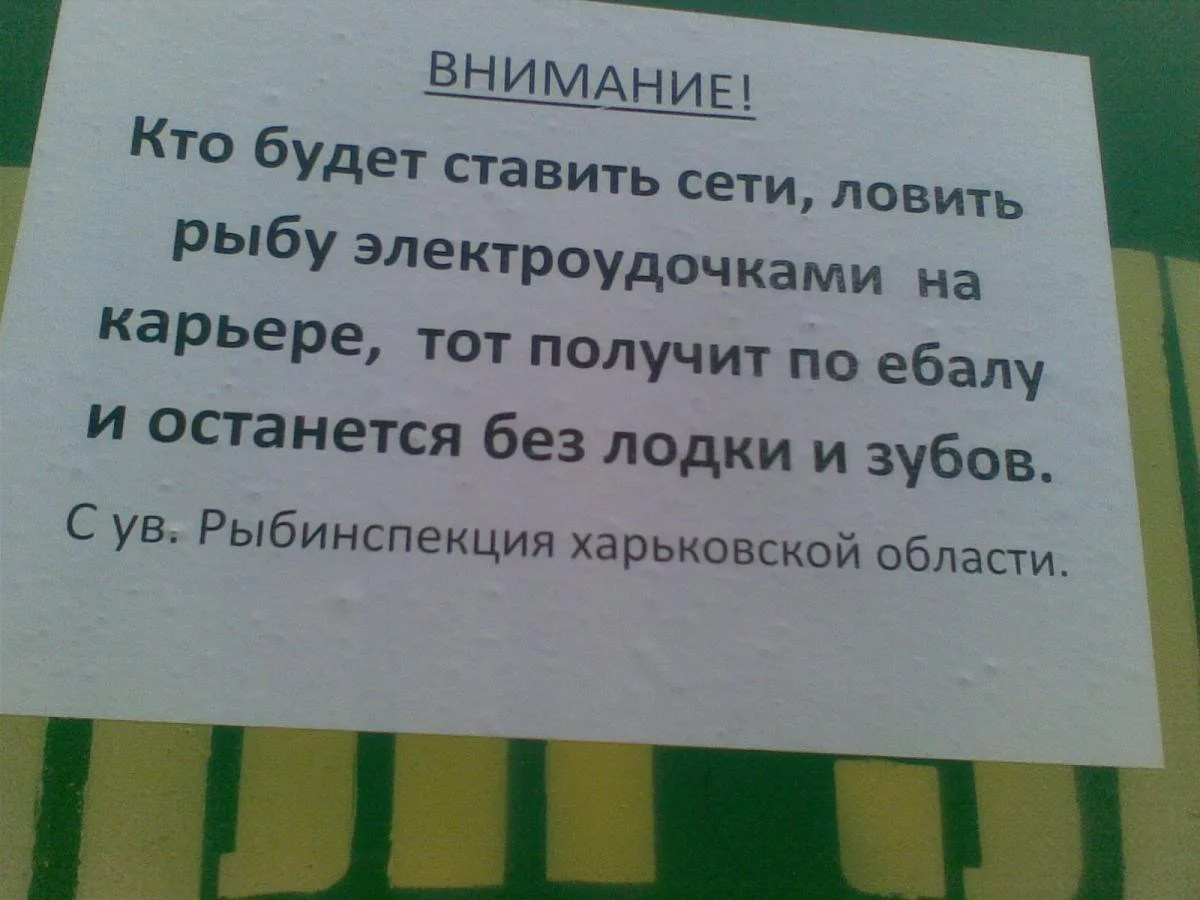 ВНИМАНИЕ!
Кто будет ставить сети, ловить
рыбу электроудочками на
карьере, тот получит по ебалу
и останется без лодки и зубов.
С ув. Рыбинспекция харьковской области.